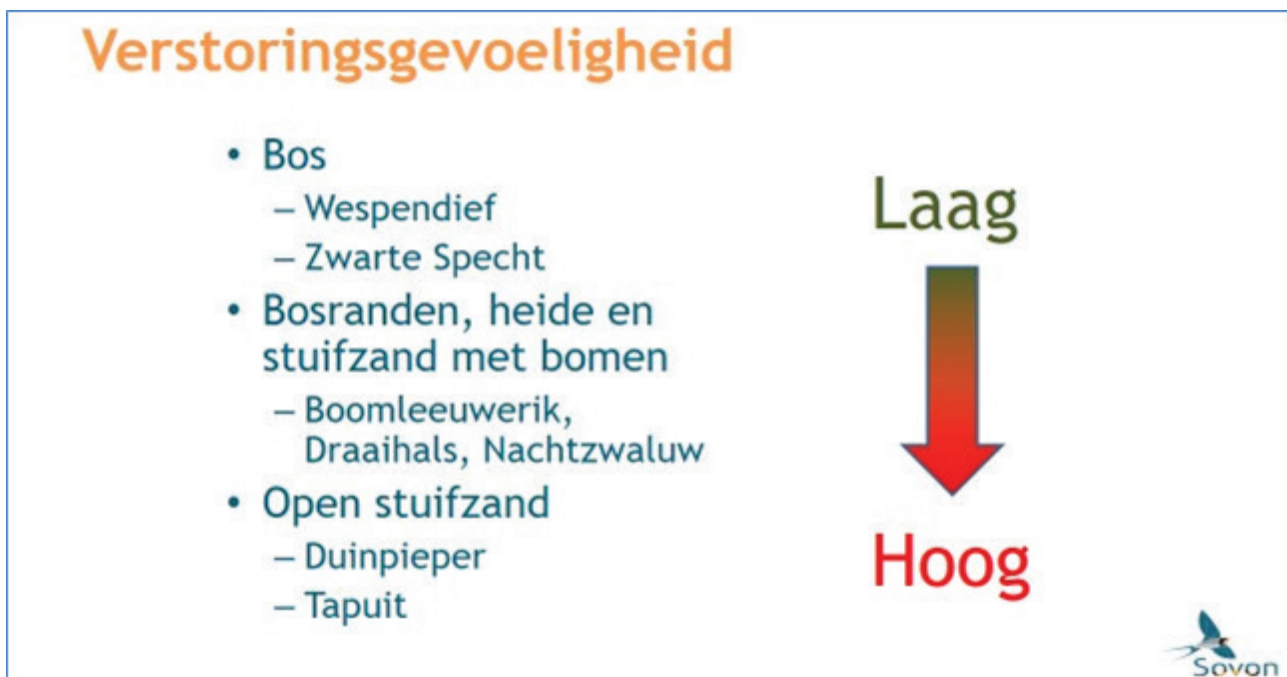 Verstoringsgevoeligheid
• Bos
– Wespendief
– Zwarte Specht
• Bosranden, heide en
stuifzand met bomen
– Boomleeuwerik,
Draaihals, Nachtzwaluw
• Open stuifzand
– Duinpieper
– Tapuit
Laag
Hoog
Sovon